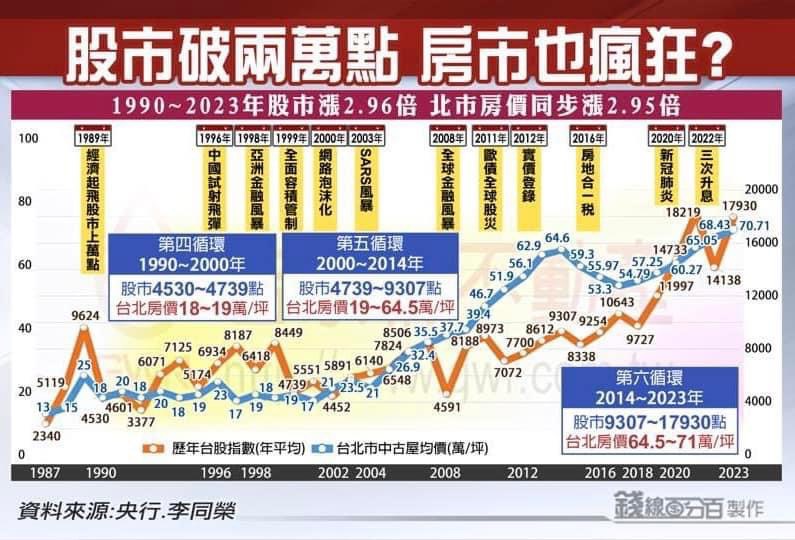 股市破兩萬點 房市也瘋狂?
1990~2023年股市漲2.96倍 北市房價同步漲2.95倍
100
80
60
40
20
0
20000
16000
12000
8000
4000
0
1989年
經濟起飛股市上萬點
1996年
中國試射飛彈
1998年
亞洲金融風暴
1999年
全面容積管制
2000年
網路泡沫化
2003年
SARS風暴
2008年
全球金融風暴
2011年
歐債全球股災
2012年
實價登錄
2016年
房地合一稅
2020年
新冠肺炎
2022年
三次升息
第四循環
1990~2000年
股市4530~4739點
台北房價18~19萬/坪
第五循環
2000~2014年
股市4739~9307點
台北房價19~64.5萬/坪
第六循環
2014~2023年
股市9307~17930點
台北房價64.5~71萬/坪
2340 5119 9624 4530 4601 3377 6071 7125 5174 6934 8187 6418 8449 4739 5551 4452 5891 6140 6548 7824 8506 4591 8188 8973 7072 7700 8612 9307 8338 9254 10643 9727 11997 14733 18219 14138 17930
13 15 25 18 20 18 20 18 19 23 17 19 18 19 17 21 23.5 21 26.9 32.4 35.5 37.7 39.4 46.7 51.9 56.1 62.9 64.6 59.3 55.97 53.3 54.79 57.25 60.27 65.05 68.43 70.71
歷年台股指數(年平均)
台北市中古屋均價(萬/坪)
1987 1990 1996 1998 2000 2002 2004 2008 2012 2016 2018 2020 2023
資料來源:央行.李同榮
錢線百分百 製作